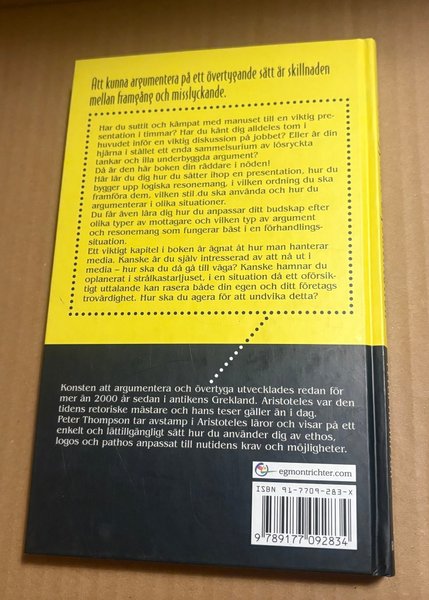 Att kunna argumentera på ett övertygande sätt är skillnaden
mellan framgång och misslyckande.
Har du suttit och kämpat med manuset till en viktig pre-
sentation i timmar? Har du känt dig alldeles tom i
huvudet inför en viktig diskussion på jobbet? Eller är din
hjärna i stället ett enda sammelsurium av lösryckta
tankar och illa underbyggda argument?
Då är den här boken din räddare i nöden!
Här lär du dig hur du sätter ihop en presentation, hur du
bygger upp logiska resonemang, i vilken ordning du ska
framföra dem, vilken stil du ska använda och hur du
argumenterar i olika situationer.
Du får även lära dig hur du anpassar ditt budskap efter
olika typer av mottagare och vilken typ av argument
och resonemang som fungerar bäst i en förhandlings-
situation.
Ett viktigt kapitel i boken är ägnat åt hur man hanterar
media. Kanske är du själv intresserad av att nå ut i
media – hur ska du då gå till väga? Kanske hamnar du
oplanerat i strålkastarljuset, i en situation då ett oförsik-
tigt uttalande kan rasera både din egen och ditt företags
trovärdighet. Hur ska du agera för att undvika detta?
Konsten att argumentera och övertyga utvecklades redan för
mer än 2000 år sedan i antikens Grekland. Aristoteles var den
tidens retoriske mästare och hans teser gäller än i dag.
Peter Thompson tar avstamp i Aristoteles läror och visar på ett
enkelt och lättillgängligt sätt hur du använder dig av ethos,
logos och pathos anpassat till nutidens krav och möjligheter.
egmontrichter.com
ISBN 91-7709-283-X
9 789177 092834